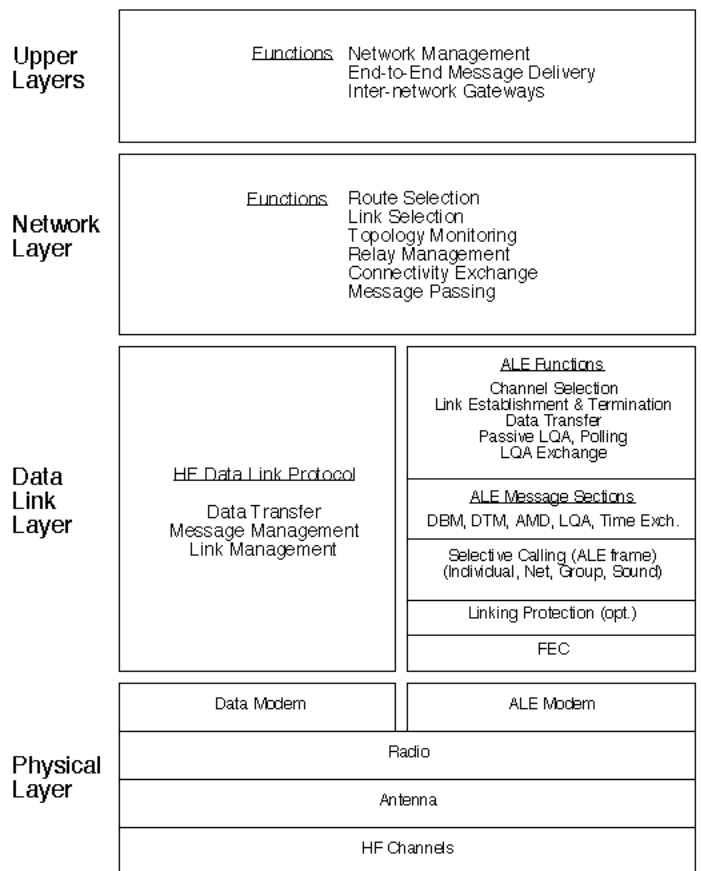 Upper
Layers
Functions Network Management
End-to-End Message Delivery
Inter-network Gateways
Network
Layer
Functions Route Selection
Link Selection
Topology Monitoring
Relay Management
Connectivity Exchange
Message Passing
Data
Link
Layer
HF Data Link Protocol
Data Transfer
Message Management
Link Management
ALE Functions
Channel Selection
Link Establishment & Termination
Data Transfer
Passive LQA, Polling
LQA Exchange
ALE Message Sections
DBM, DTM, AMD, LQA, Time Exch.
Selective Calling (ALE frame)
(Individual, Net, Group, Sound)
Linking Protection (opt.)
FEC
Physical
Layer
Data Modem
ALE Modem
Radio
Antenna
HF Channels